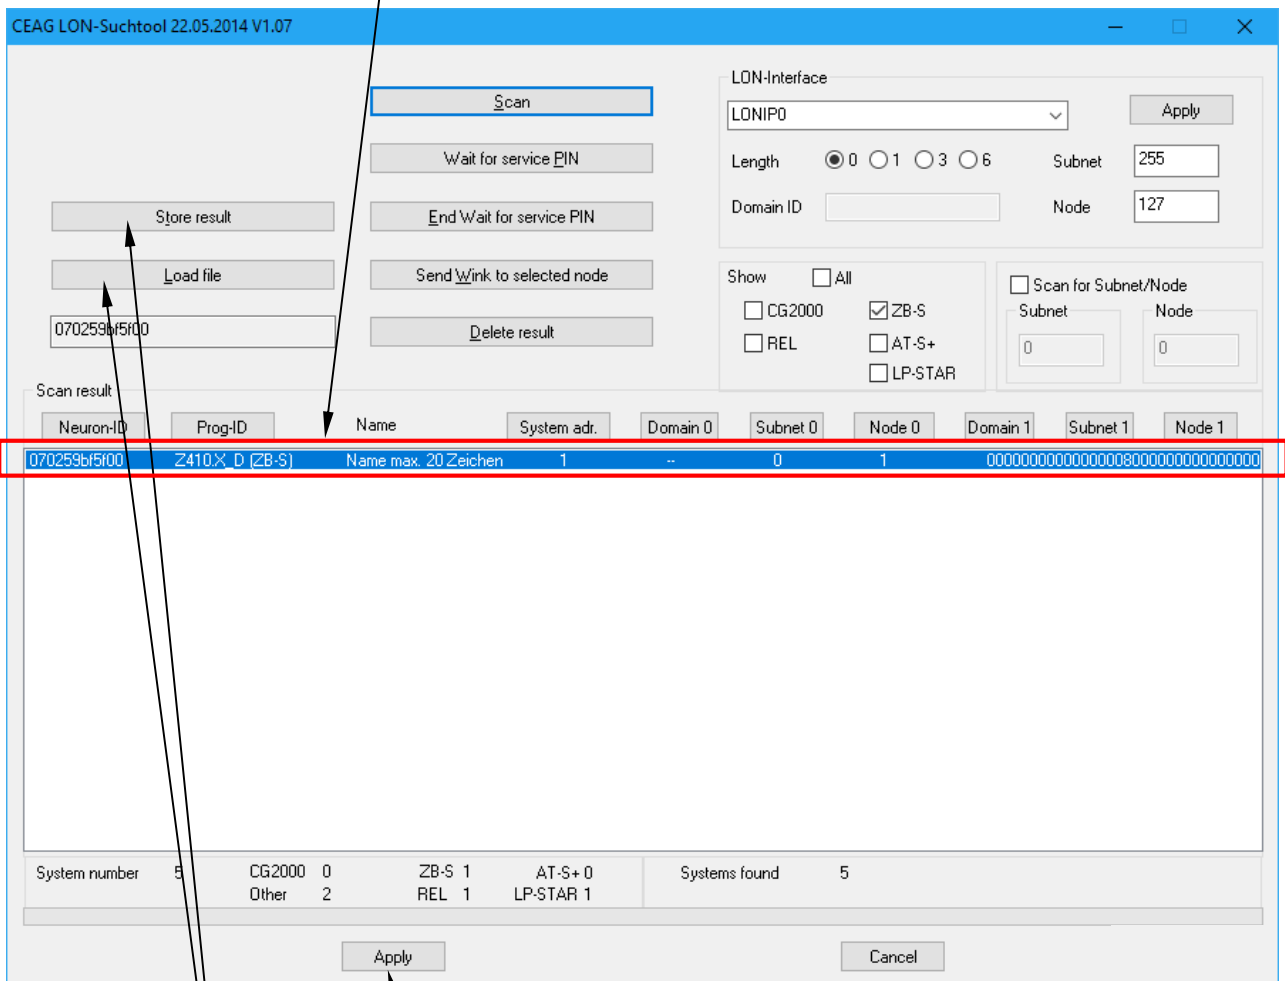 CEAG LON-Suchtool 22.05.2014 V1.07
Scan
Wait for service PIN
Store result
End Wait for service PIN
Load file
Send Wink to selected node
070259bf5f00
Delete result
LON-Interface
LONIP0
Apply
Length 0 1 3 6 Subnet 255
Domain ID Node 127
Show All
CG2000 ZB-S
REL AT-S+
LP-STAR
Scan for Subnet/Node
Subnet Node
0 0
Scan result
Neuron-ID Prog-ID Name System adr. Domain 0 Subnet 0 Node 0 Domain 1 Subnet 1 Node 1
070259bf5f00 Z410.X_D (ZB-S) Name max. 20 Zeichen 1 -- 0 1
System number 5 CG2000 0 ZB-S 1 AT-S+ 0 Systems found 5
Other 2 REL 1 LP-STAR 1
Apply Cancel